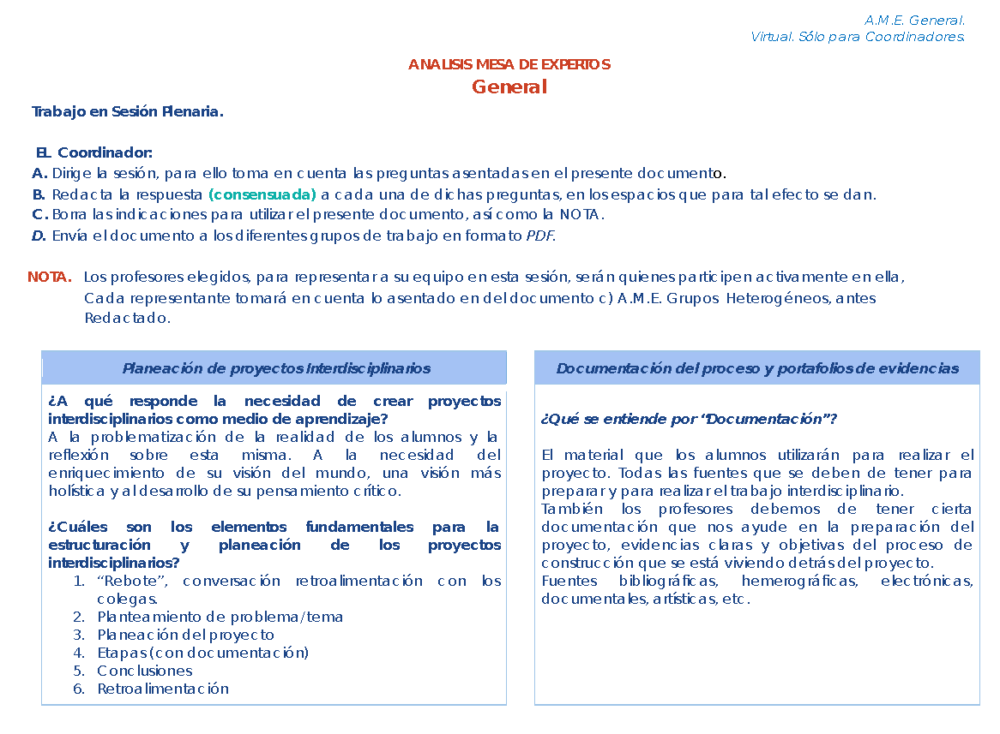 A.M.E. General.
Virtual. Sólo para Coordinadores.
ANALISIS MESA DE EXPERTOS
General
Trabajo en Sesión Plenaria.
EL Coordinador:
A. Dirige la sesión, para ello toma en cuenta las preguntas asentadas en el presente documento.
B. Redacta la respuesta (consensuada) a cada una de dichas preguntas, en los espacios que para tal efecto se dan.
C. Borra las indicaciones para utilizar el presente documento, así como la NOTA.
D. Envía el documento a los diferentes grupos de trabajo en formato PDF.
NOTA. Los profesores elegidos, para representar a su equipo en esta sesión, serán quienes participen activamente en ella,
Cada representante tomará en cuenta lo asentado en del documento c) A.M.E. Grupos Heterogéneos, antes
Redactado.
Planeación de proyectos Interdisciplinarios
¿A qué responde la necesidad de crear proyectos
interdisciplinarios como medio de aprendizaje?
A la problematización de la realidad de los alumnos y la
reflexión sobre esta misma. A la necesidad del
enriquecimiento de su visión del mundo, una visión más
holística y al desarrollo de su pensamiento crítico.
¿Cuáles son los elementos fundamentales para la
estructuración y planeación de los proyectos
interdisciplinarios?
1. “Rebote”, conversación retroalimentación con los
colegas.
2. Planteamiento de problema/tema
3. Planeación del proyecto
4. Etapas (con documentación)
5. Conclusiones
6. Retroalimentación
Documentación del proceso y portafolios de evidencias
¿Qué se entiende por “Documentación”?
El material que los alumnos utilizarán para realizar el
proyecto. Todas las fuentes que se deben de tener para
preparar y para realizar el trabajo interdisciplinario.
También los profesores debemos de tener cierta
documentación que nos ayude en la preparación del
proyecto, evidencias claras y objetivas del proceso de
construcción que se está viviendo detrás del proyecto.
Fuentes bibliográficas, hemerográficas, electrónicas,
documentales, artísticas, etc.